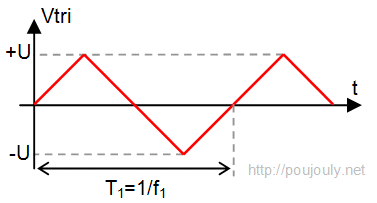 Vtri
+U
t
-U
http://poujouly.net
T₁=1/f₁